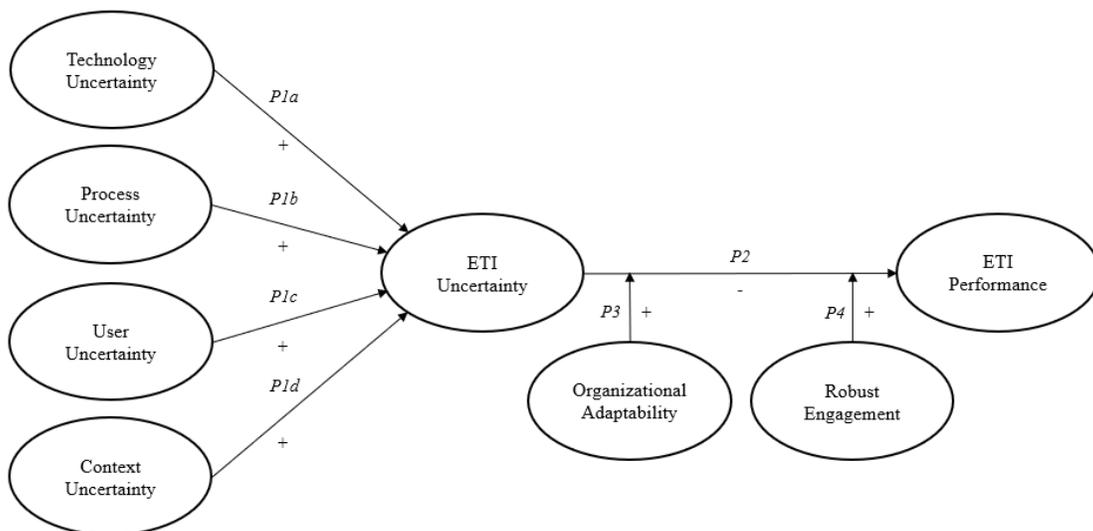 Technology
Uncertainty
P1a
+
Process
Uncertainty
P1b
+
User
Uncertainty
P1c
+
Context
Uncertainty
P1d
+
ETI
Uncertainty
P2
-
P3 +
Organizational
Adaptability
P4 +
Robust
Engagement
ETI
Performance